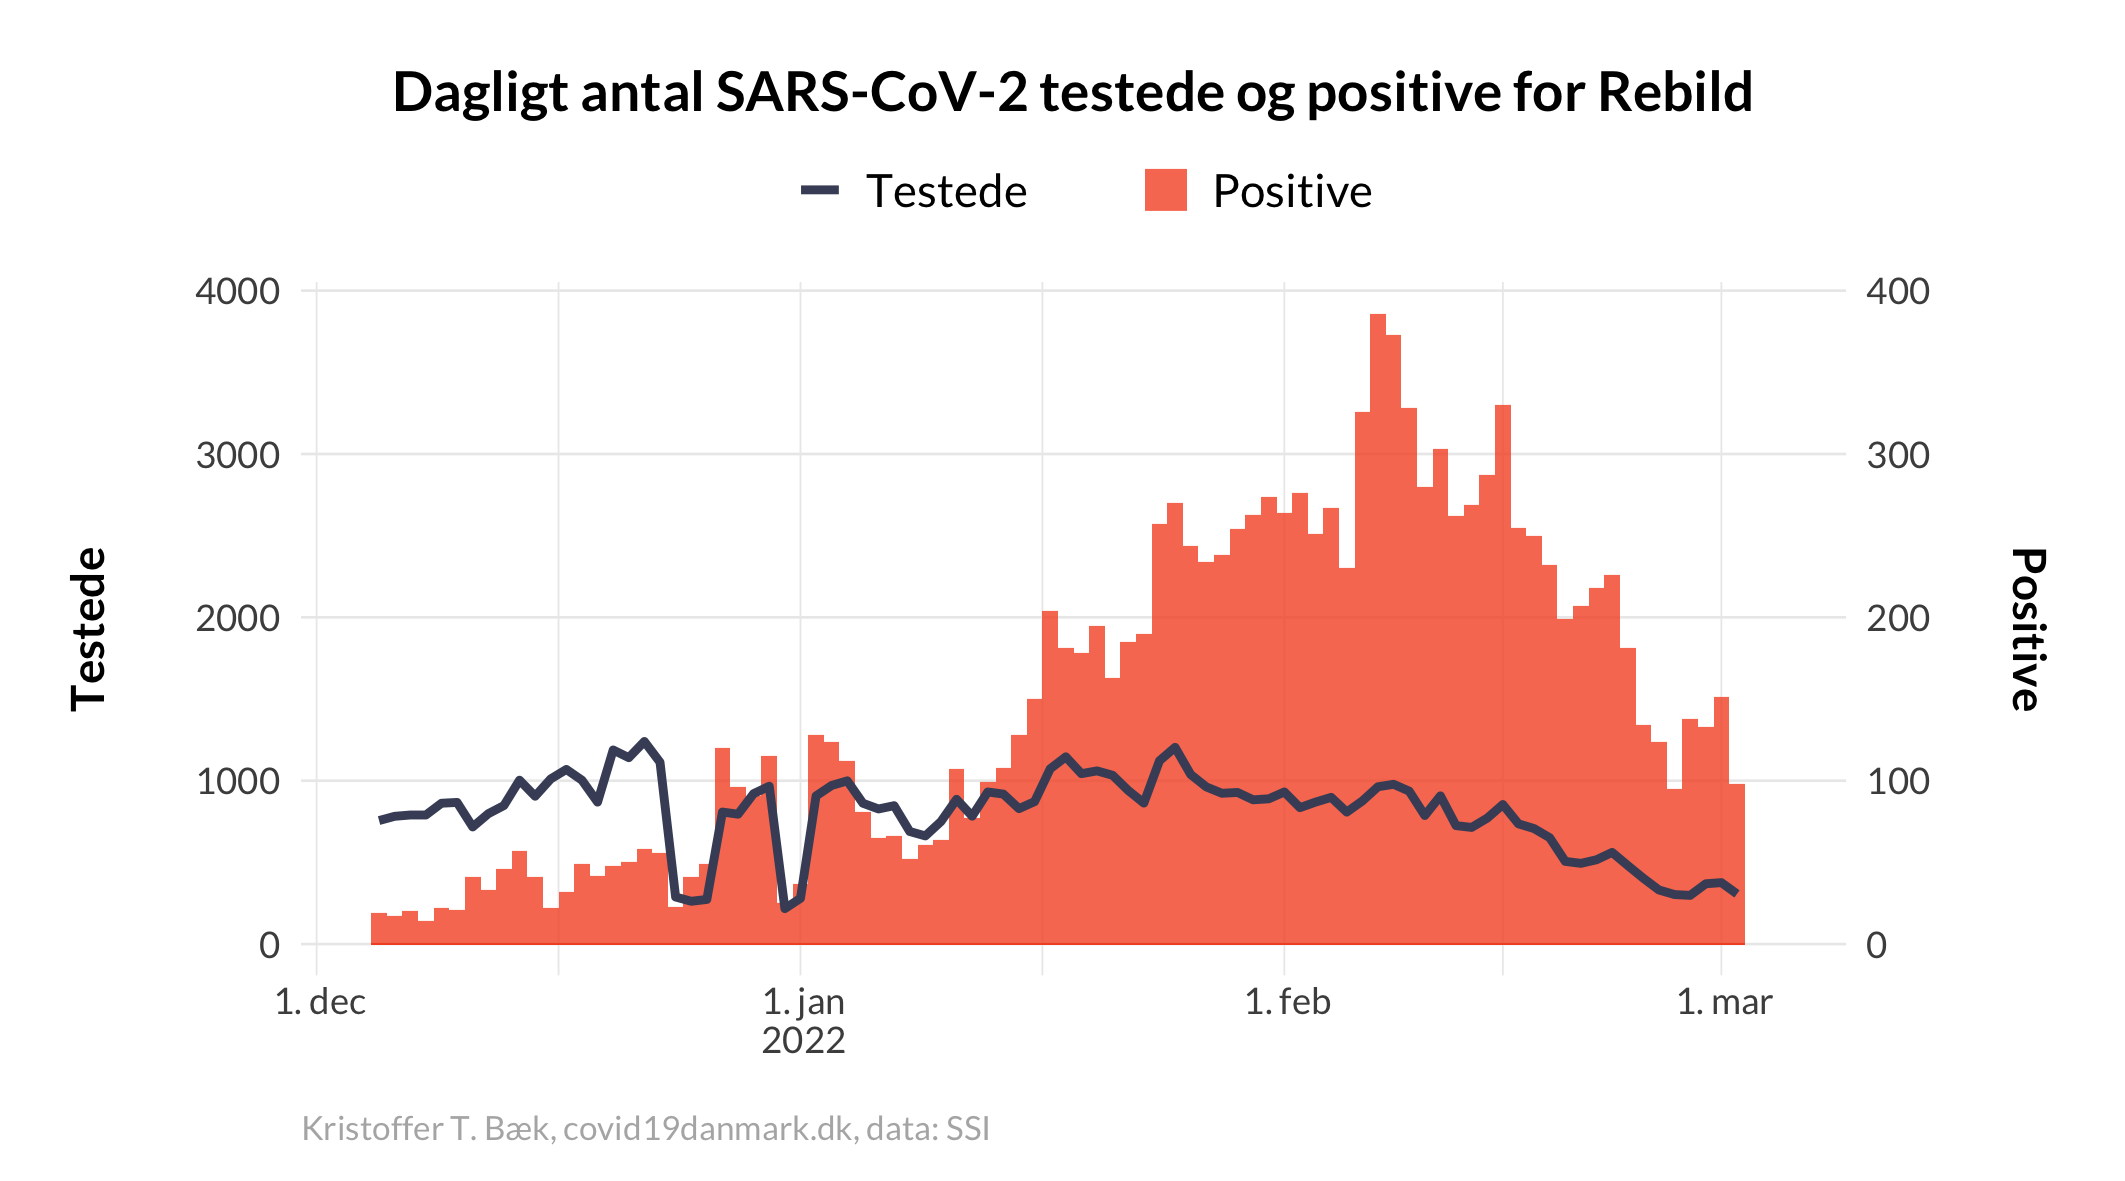 Dagligt antal SARS-CoV-2 testede og positive for Rebild
Testede Positive
4000 400
3000 300
2000 200
1000 100
0 0
Testede
Positive
1. dec 1. jan 1. feb 1. mar
2022
Kristoffer T. Bæk, covid19danmark.dk, data: SSI